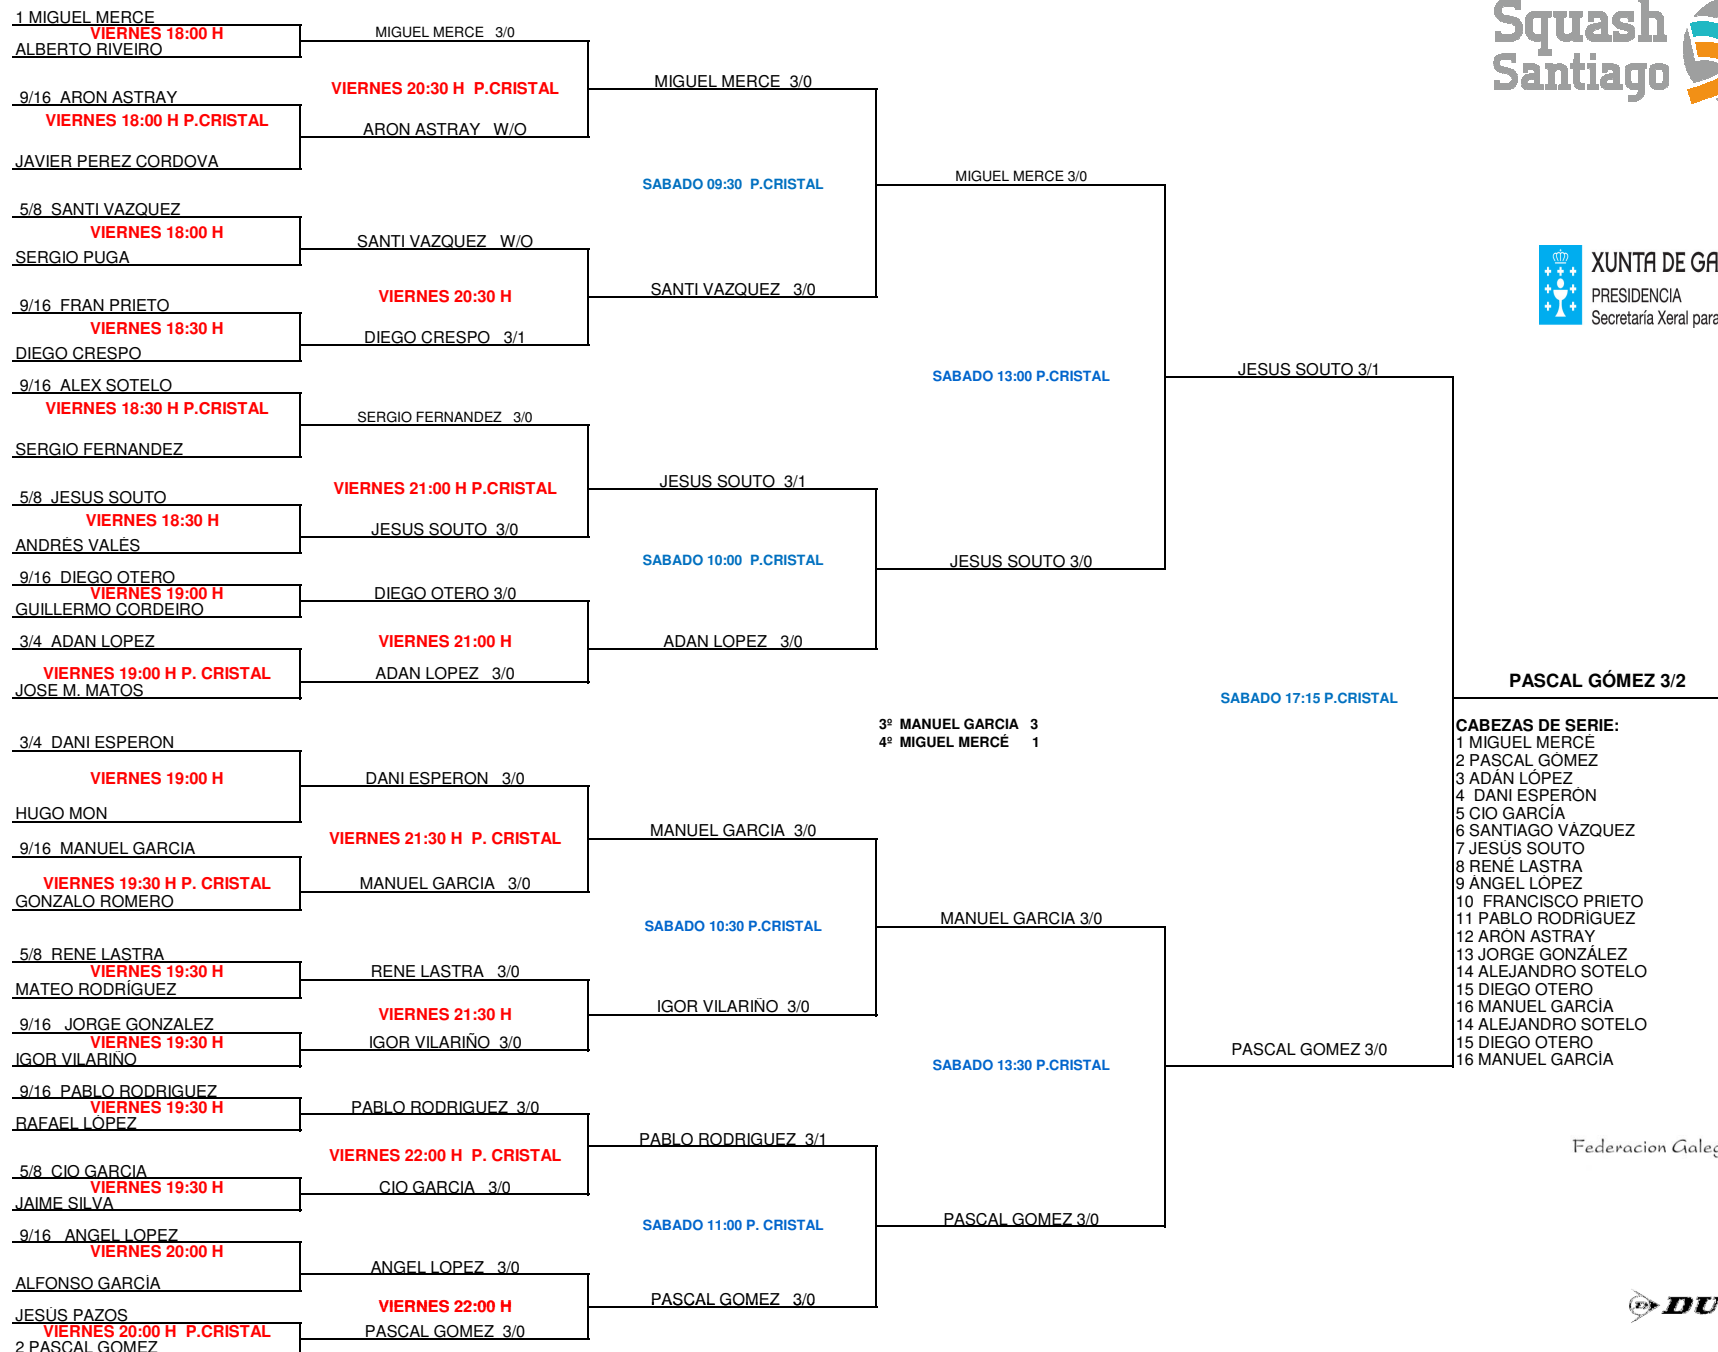 1 MIGUEL MERCE
VIERNES 18:00 H
ALBERTO RIVEIRO
9/16 ARON ASTRAY
VIERNES 18:00 H P.CRISTAL
JAVIER PEREZ CORDOVA
5/8 SANTI VAZQUEZ
VIERNES 18:00 H
SERGIO PUGA
9/16 FRAN PRIETO
VIERNES 18:30 H
DIEGO CRESPO
9/16 ALEX SOTELO
VIERNES 18:30 H P.CRISTAL
SERGIO FERNANDEZ
5/8 JESUS SOUTO
VIERNES 18:30 H
ANDRÉS VALÉS
9/16 DIEGO OTERO
VIERNES 19:00 H
GUILLERMO CORDEIRO
3/4 ADAN LOPEZ
VIERNES 19:00 H P. CRISTAL
JOSE M. MATOS
3/4 DANI ESPERON
VIERNES 19:00 H
HUGO MON
9/16 MANUEL GARCIA
VIERNES 19:30 H P. CRISTAL
GONZALO ROMERO
5/8 RENE LASTRA
VIERNES 19:30 H
MATEO RODRÍGUEZ
9/16 JORGE GONZALEZ
VIERNES 19:30 H
IGOR VILARIÑO
9/16 PABLO RODRIGUEZ
VIERNES 19:30 H
RAFAEL LÓPEZ
5/8 CIO GARCIA
VIERNES 19:30 H
JAIME SILVA
9/16 ANGEL LOPEZ
VIERNES 20:00 H
ALFONSO GARCÍA
JESÚS PAZOS
VIERNES 20:00 H P.CRISTAL
2 PASCAL GOMEZ
MIGUEL MERCE 3/0
VIERNES 20:30 H P.CRISTAL
ARON ASTRAY W/O
SANTI VAZQUEZ W/O
VIERNES 20:30 H
DIEGO CRESPO 3/1
SERGIO FERNANDEZ 3/0
VIERNES 21:00 H P.CRISTAL
JESUS SOUTO 3/0
DIEGO OTERO 3/0
VIERNES 21:00 H
ADAN LOPEZ 3/0
DANI ESPERON 3/0
VIERNES 21:30 H P. CRISTAL
MANUEL GARCIA 3/0
RENE LASTRA 3/0
VIERNES 21:30 H
IGOR VILARIÑO 3/0
PABLO RODRIGUEZ 3/0
VIERNES 22:00 H P. CRISTAL
CIO GARCIA 3/0
ANGEL LOPEZ 3/0
VIERNES 22:00 H
PASCAL GOMEZ 3/0
MIGUEL MERCE 3/0
SABADO 09:30 P.CRISTAL
SANTI VAZQUEZ 3/0
JESUS SOUTO 3/1
SABADO 10:00 P.CRISTAL
ADAN LOPEZ 3/0
MANUEL GARCIA 3/0
SABADO 10:30 P.CRISTAL
IGOR VILARIÑO 3/0
PABLO RODRIGUEZ 3/1
SABADO 11:00 P. CRISTAL
PASCAL GOMEZ 3/0
MIGUEL MERCE 3/0
SABADO 13:00 P.CRISTAL
JESUS SOUTO 3/0
3º MANUEL GARCIA 3
4º MIGUEL MERCÉ 1
MANUEL GARCIA 3/0
SABADO 13:30 P.CRISTAL
PASCAL GOMEZ 3/0
JESUS SOUTO 3/1
SABADO 17:15 P.CRISTAL
PASCAL GOMEZ 3/0
Squash
Santiago
XUNTA DE GA
PRESIDENCIA
Secretaría Xeral para
PASCAL GÓMEZ 3/2
CABEZAS DE SERIE:
1 MIGUEL MERCÉ
2 PASCAL GÓMEZ
3 ADÁN LÓPEZ
4 DANI ESPERÓN
5 CIO GARCÍA
6 SANTIAGO VÁZQUEZ
7 JESÚS SOUTO
8 RENÉ LASTRA
9 ÁNGEL LÓPEZ
10 FRANCISCO PRIETO
11 PABLO RODRÍGUEZ
12 ARÓN ASTRAY
13 JORGE GONZÁLEZ
14 ALEJANDRO SOTELO
15 DIEGO OTERO
16 MANUEL GARCÍA
14 ALEJANDRO SOTELO
15 DIEGO OTERO
16 MANUEL GARCÍA
Federacion Galeg
DU